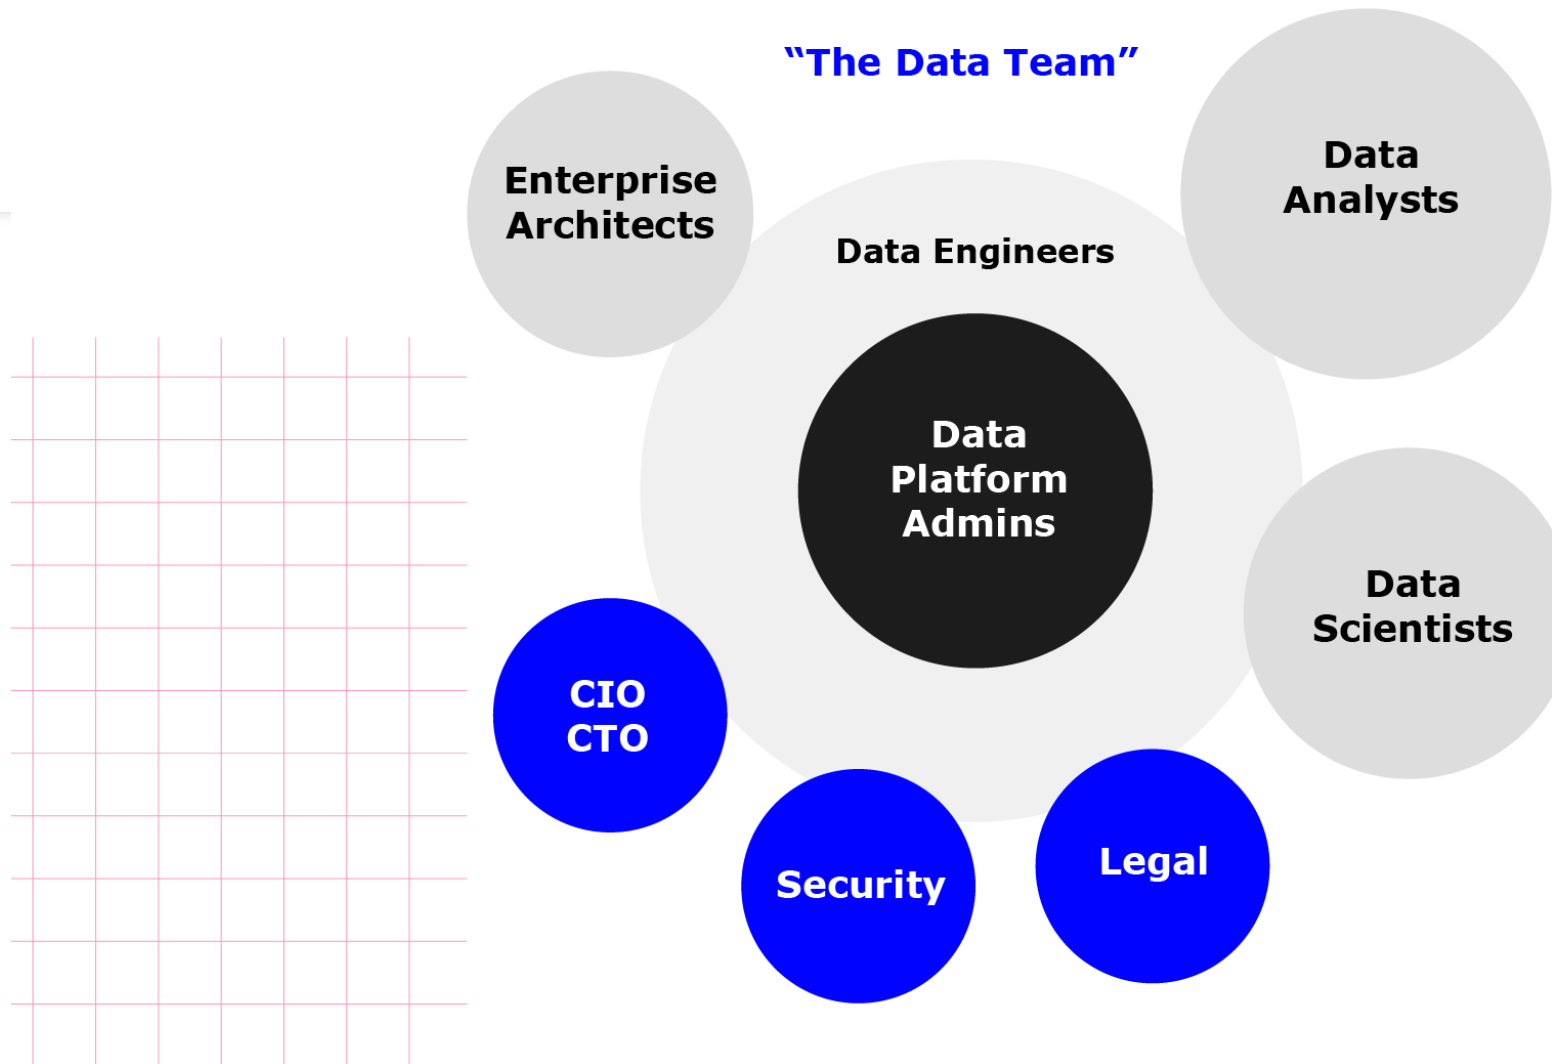 “The Data Team”
Enterprise
Architects
Data
Analysts
Data Engineers
Data
Platform
Admins
Data
Scientists
CIO
CTO
Security
Legal